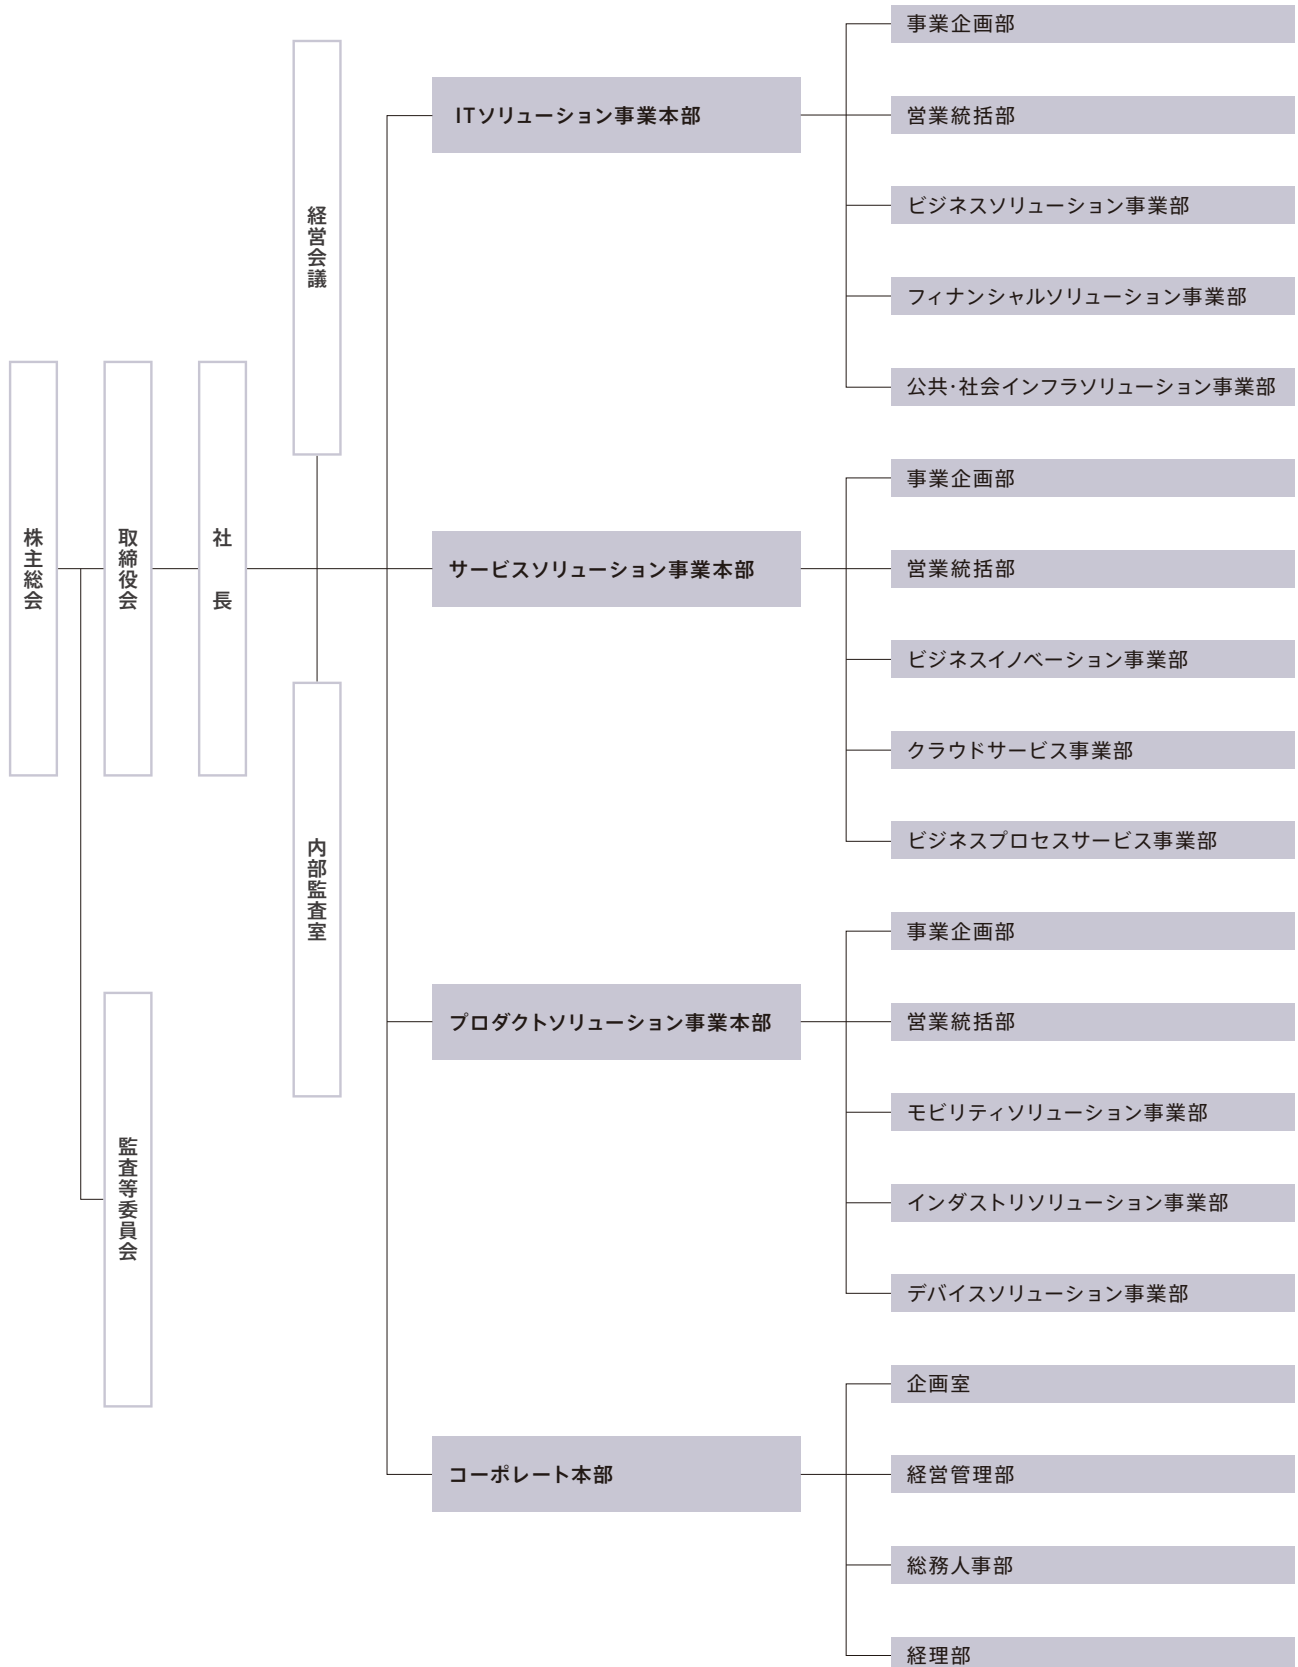 株主総会
取締役会
監査等委員会
社　長
経営会議
内部監査室
ITソリューション事業本部
事業企画部
営業統括部
ビジネスソリューション事業部
フィナンシャルソリューション事業部
公共・社会インフラソリューション事業部
サービスソリューション事業本部
事業企画部
営業統括部
ビジネスイノベーション事業部
クラウドサービス事業部
ビジネスプロセスサービス事業部
プロダクトソリューション事業本部
事業企画部
営業統括部
モビリティソリューション事業部
インダストリソリューション事業部
デバイスソリューション事業部
コーポレート本部
企画室
経営管理部
総務人事部
経理部